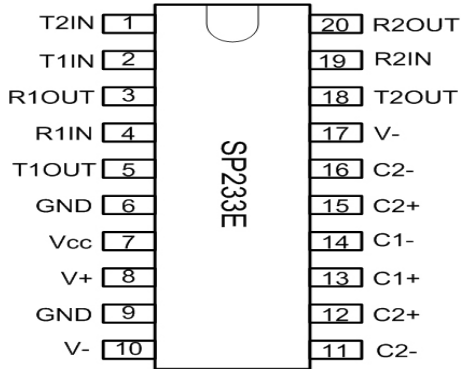 T2IN 1 20 R2OUT
T1IN 2 19 R2IN
R1OUT 3 18 T2OUT
R1IN 4 17 V-
T1OUT 5 16 C2-
GND 6 15 C2+
Vcc 7 14 C1-
V+ 8 13 C1+
GND 9 12 C2+
V- 10 11 C2-
SP233E